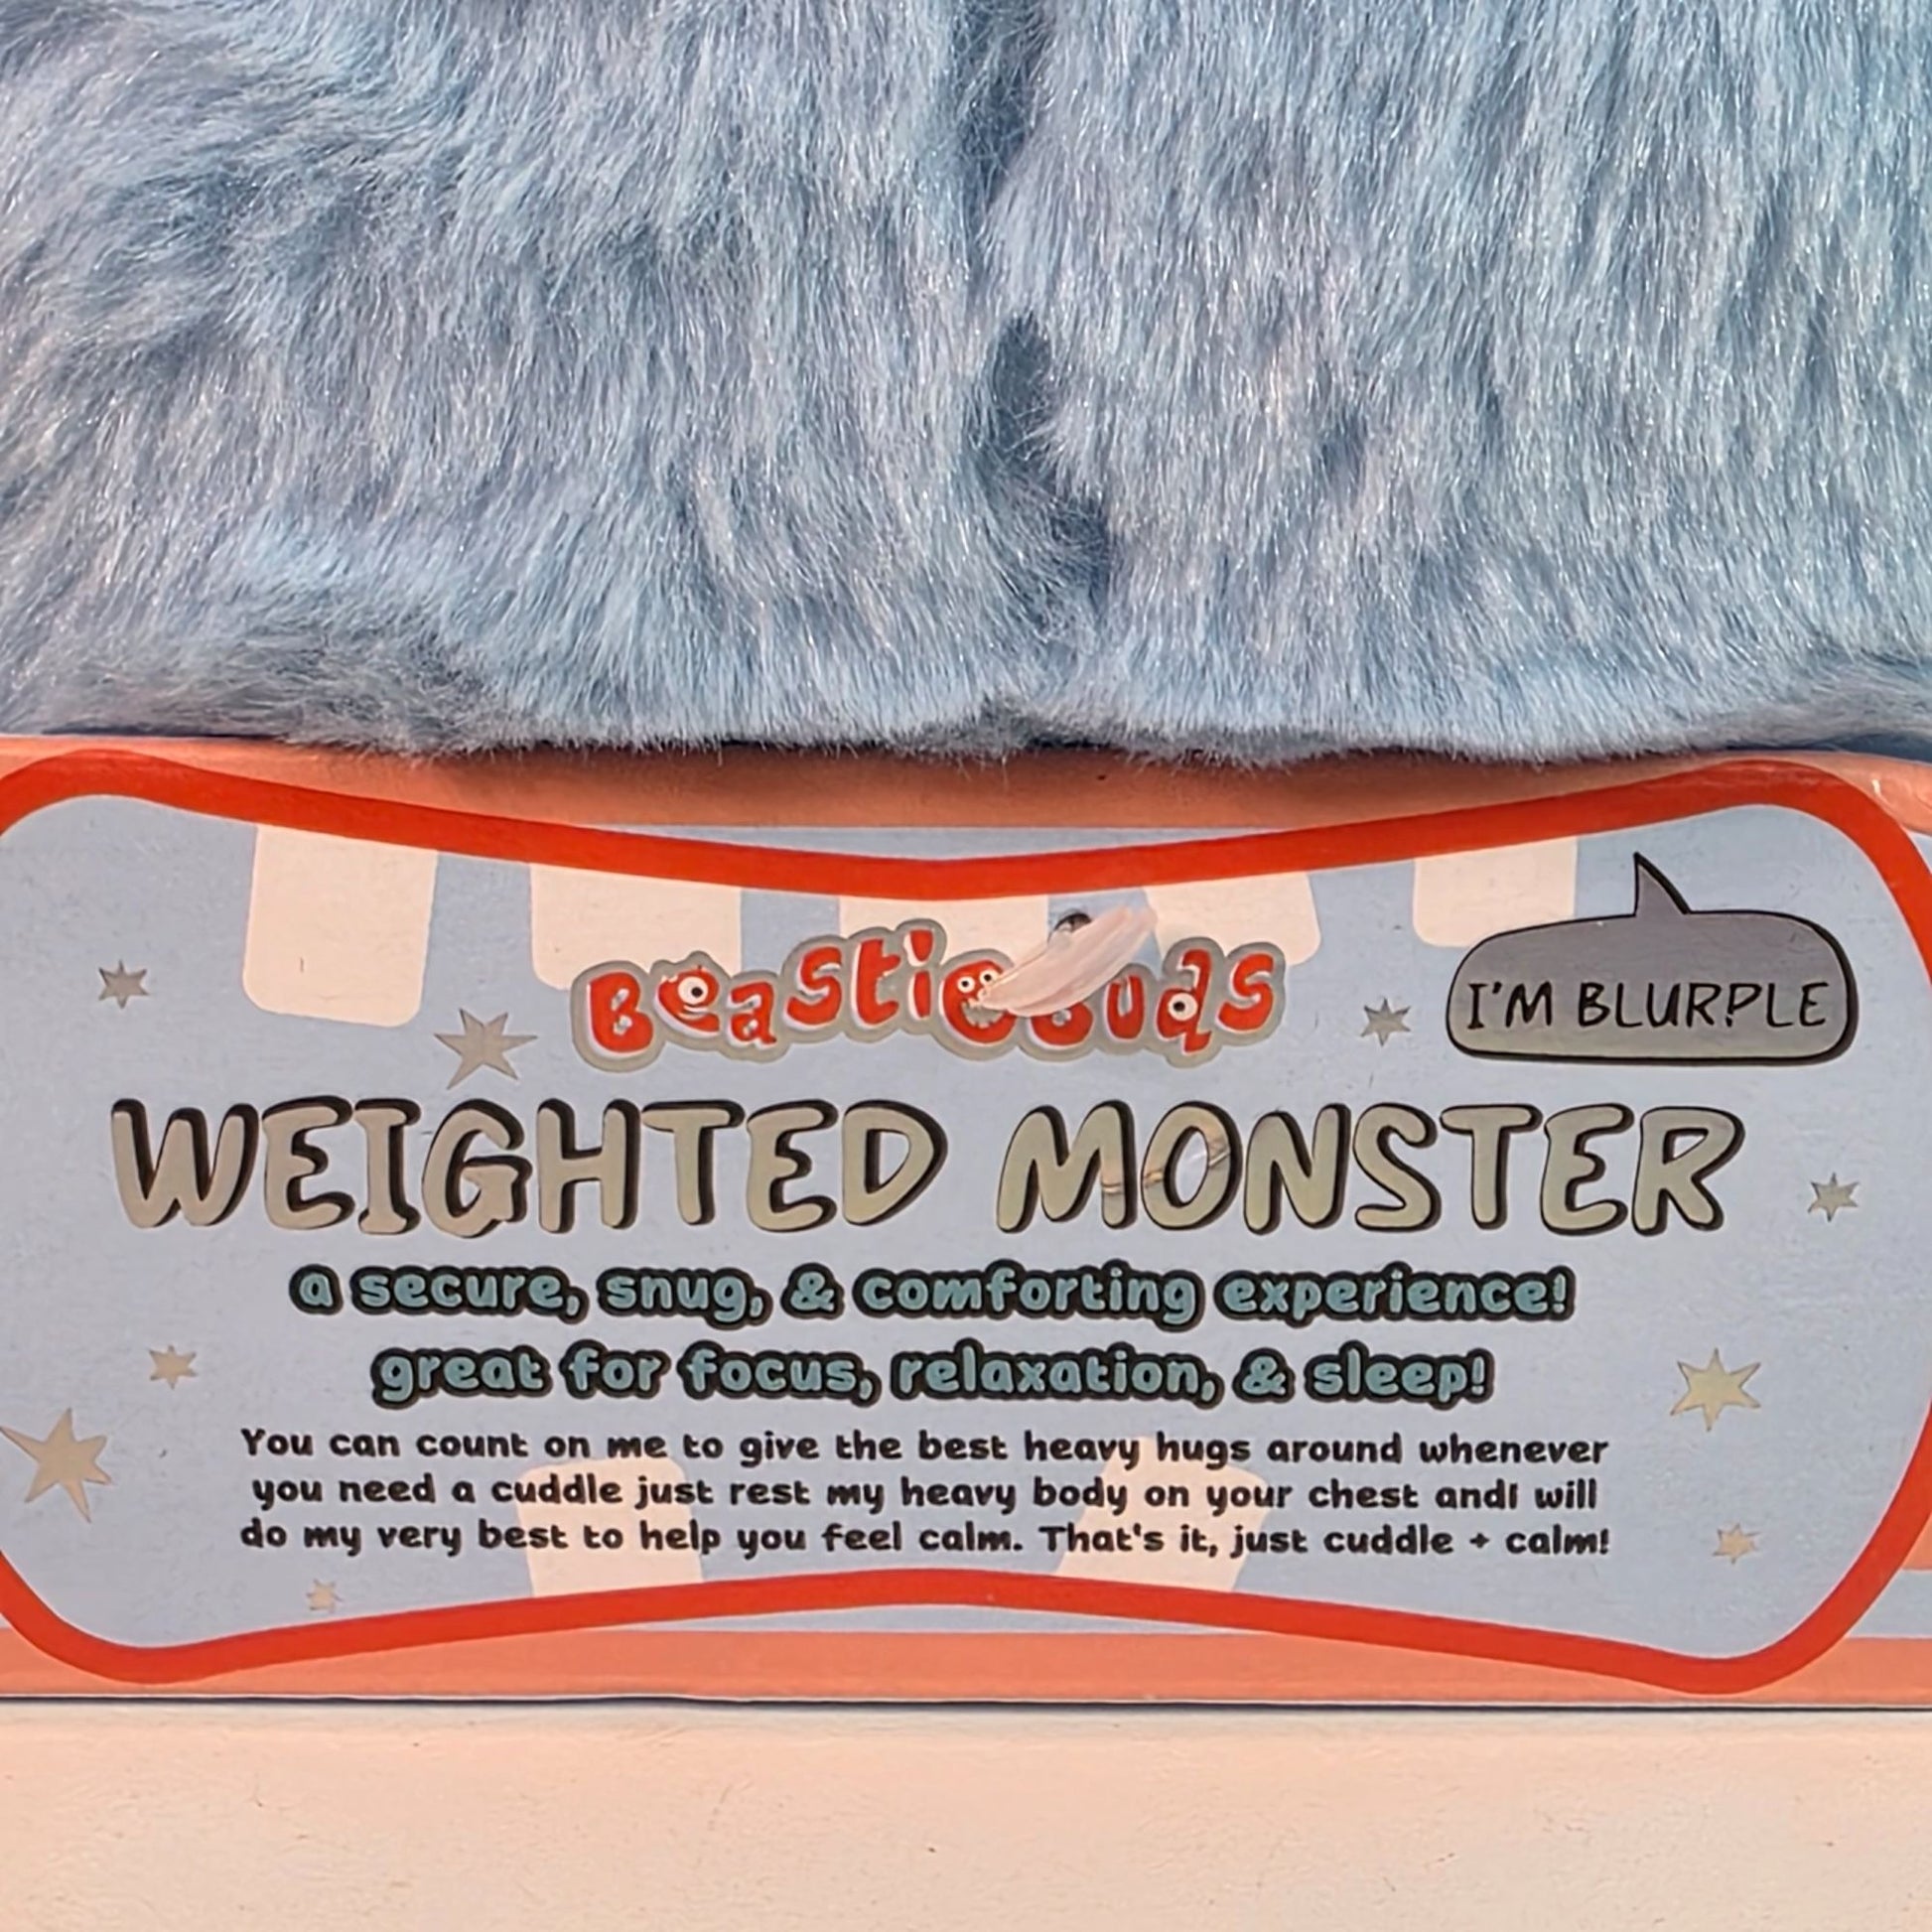 Beastie Buds
I'M BLURPLE
WEIGHTED MONSTER
a secure, snug, & comforting experience!
great for focus, relaxation, & sleep!
You can count on me to give the best heavy hugs around whenever
you need a cuddle just rest my heavy body on your chest andI will
do my very best to help you feel calm. That's it, just cuddle + calm!